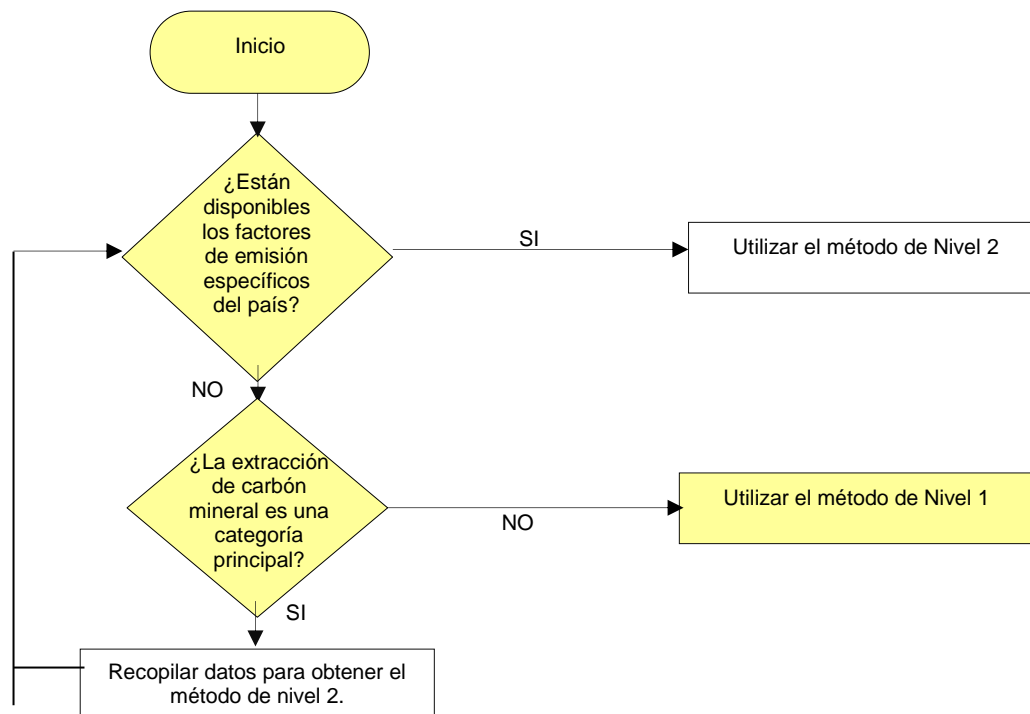 Inicio
¿Están
disponibles
los factores
de emisión
específicos
del país?
SI
Utilizar el método de Nivel 2
NO
¿La extracción
de carbón
mineral es una
categoría
principal?
NO
Utilizar el método de Nivel 1
SI
Recopilar datos para obtener el
método de nivel 2.